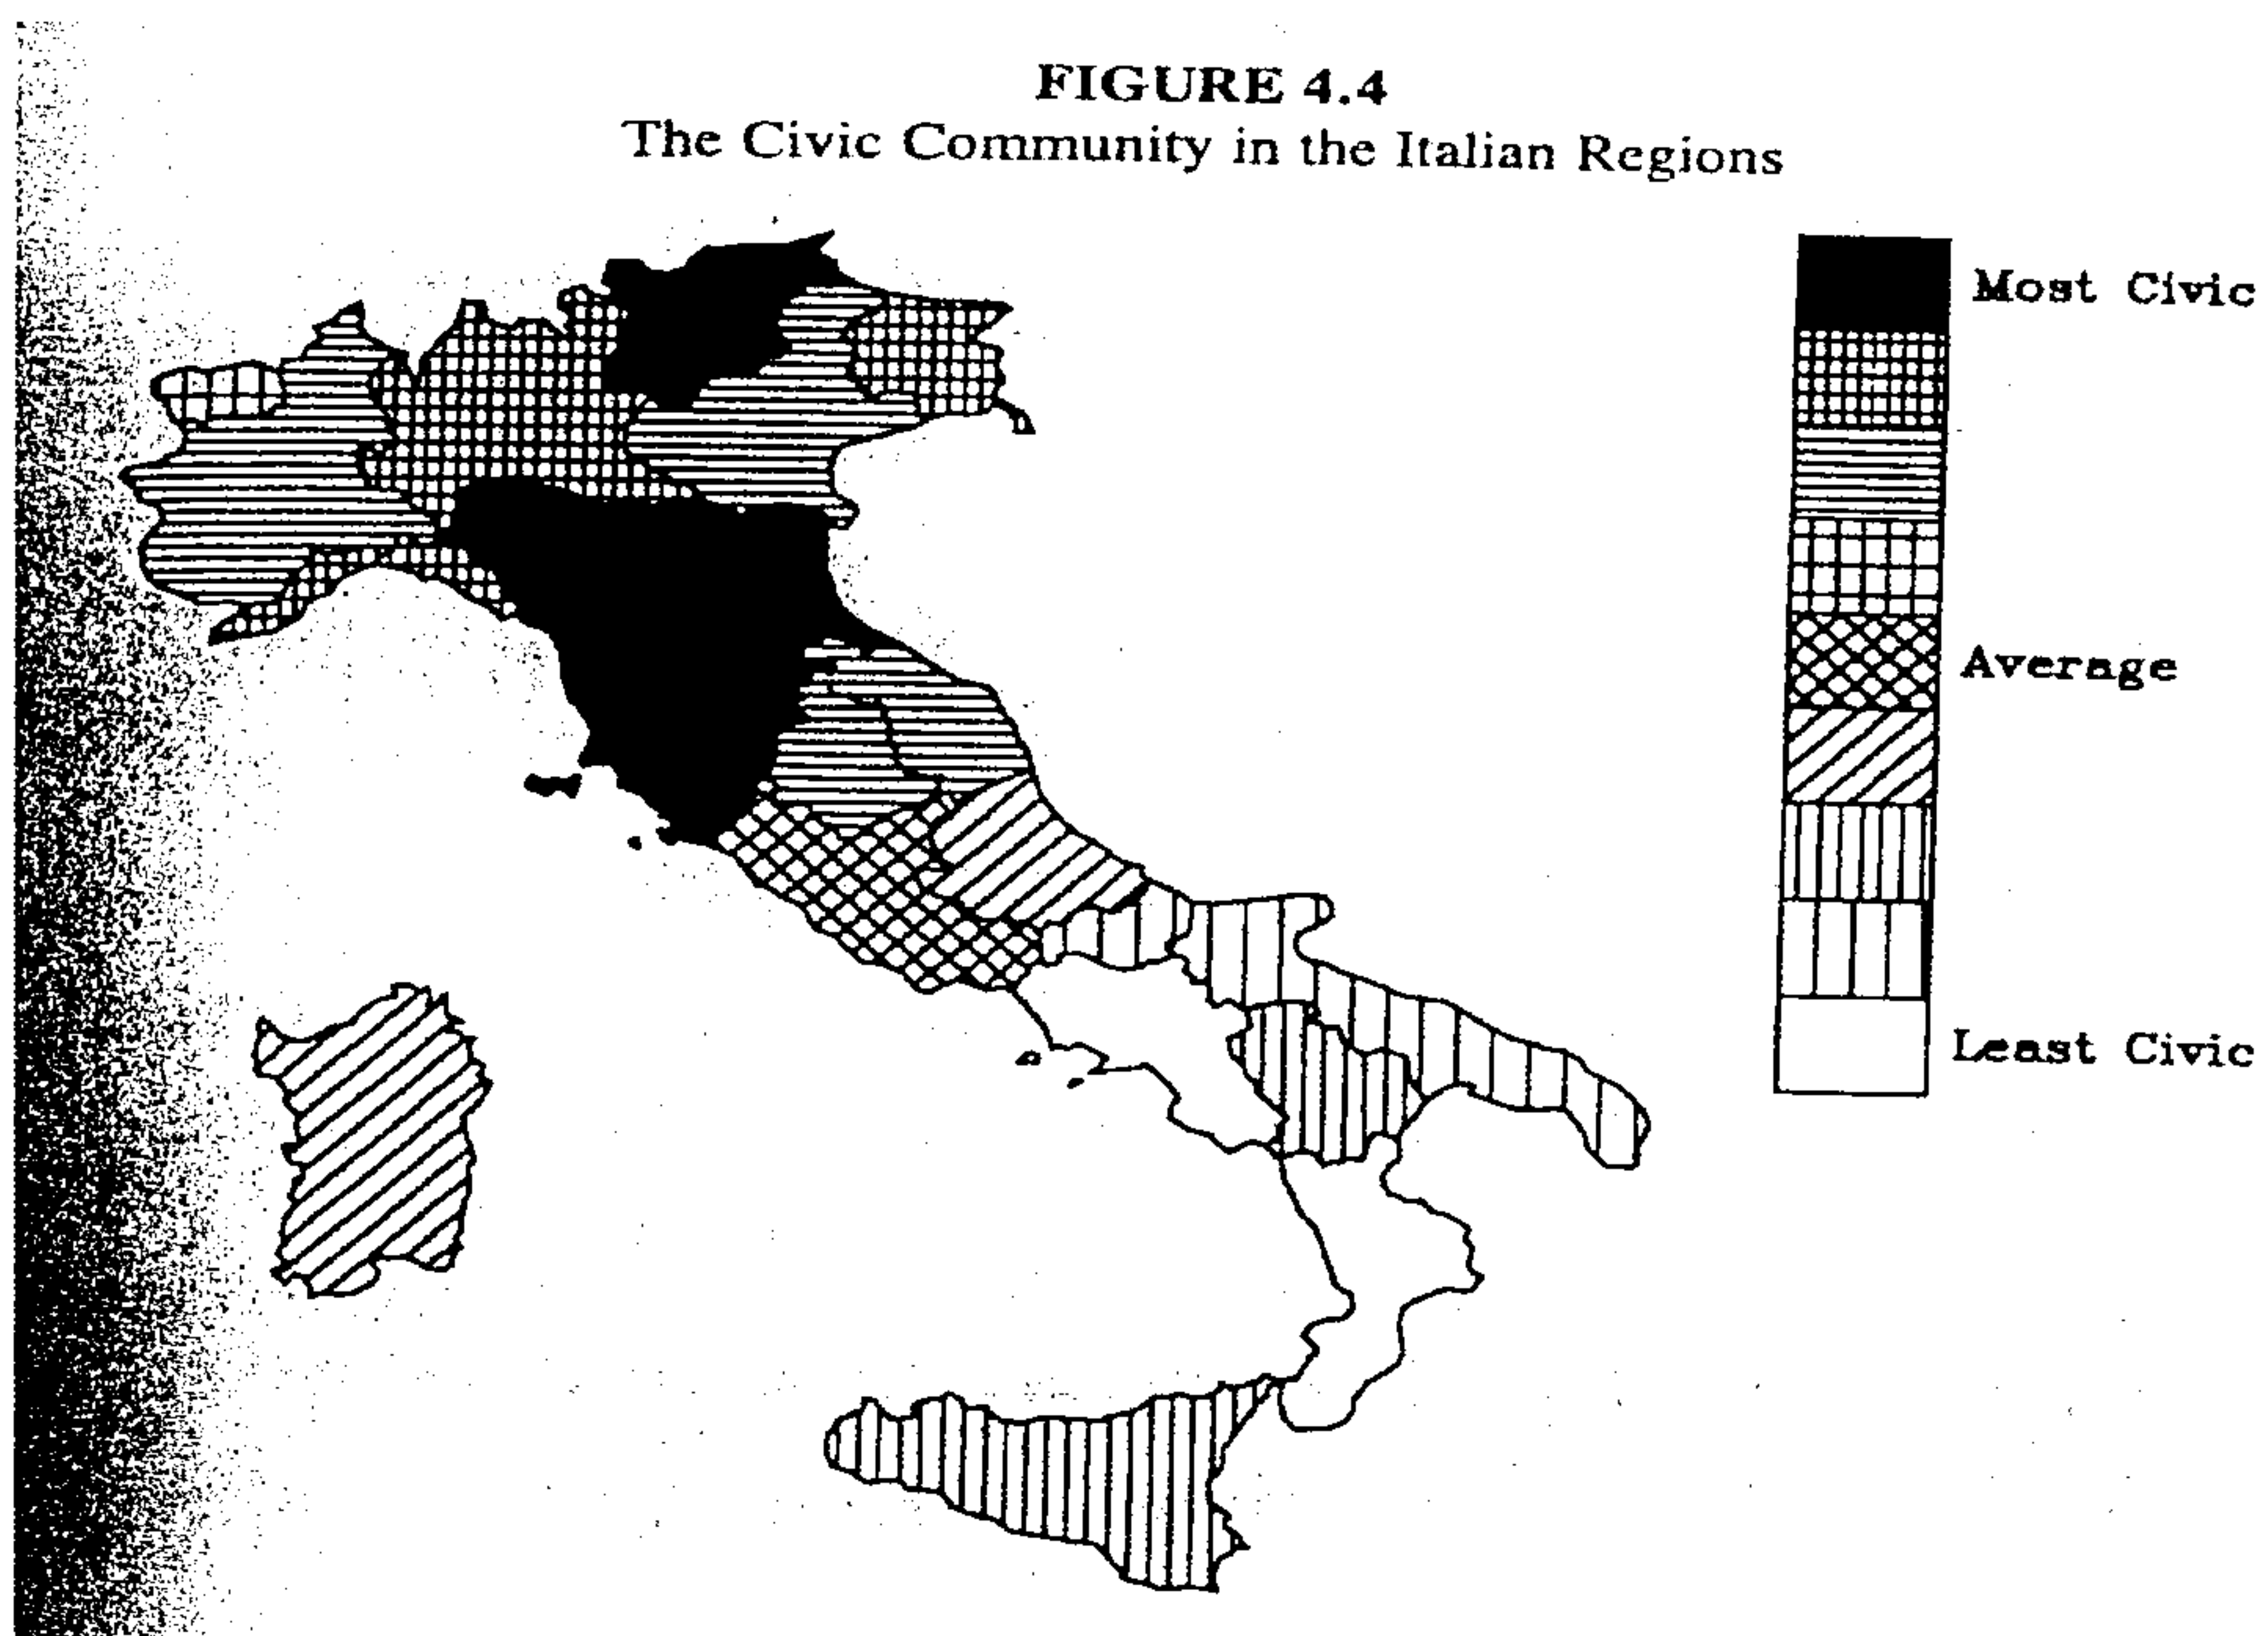 FIGURE 4.4
The Civic Community in the Italian Regions
Most Civic
Average
Least Civic